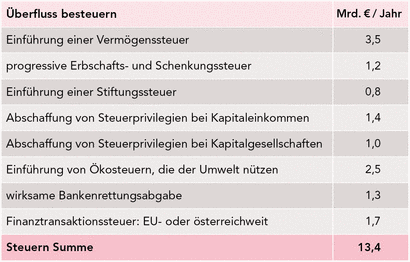 Überfluss besteuern Mrd. € / Jahr
Einführung einer Vermögenssteuer 3,5
progressive Erbschafts- und Schenkungssteuer 1,2
Einführung einer Stiftungssteuer 0,8
Abschaffung von Steuerprivilegien bei Kapitaleinkommen 1,4
Abschaffung von Steuerprivilegien bei Kapitalgesellschaften 1,0
Einführung von Ökosteuern, die der Umwelt nützen 2,5
wirksame Bankenrettungsabgabe 1,3
Finanztransaktionssteuer: EU- oder österreichweit 1,7
Steuern Summe 13,4